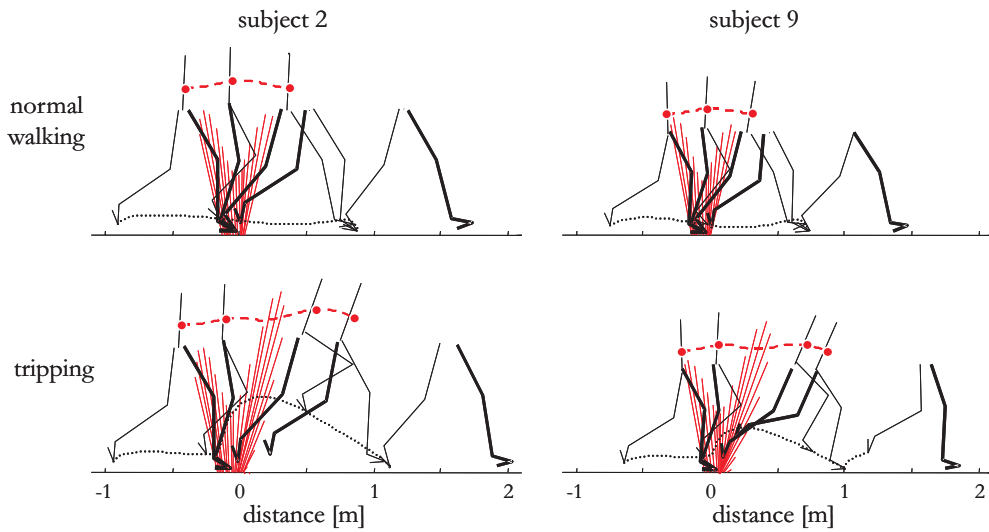 subject 2
subject 9
normal
walking
tripping
-1 0 1 2
-1 0 1 2
distance [m]
distance [m]